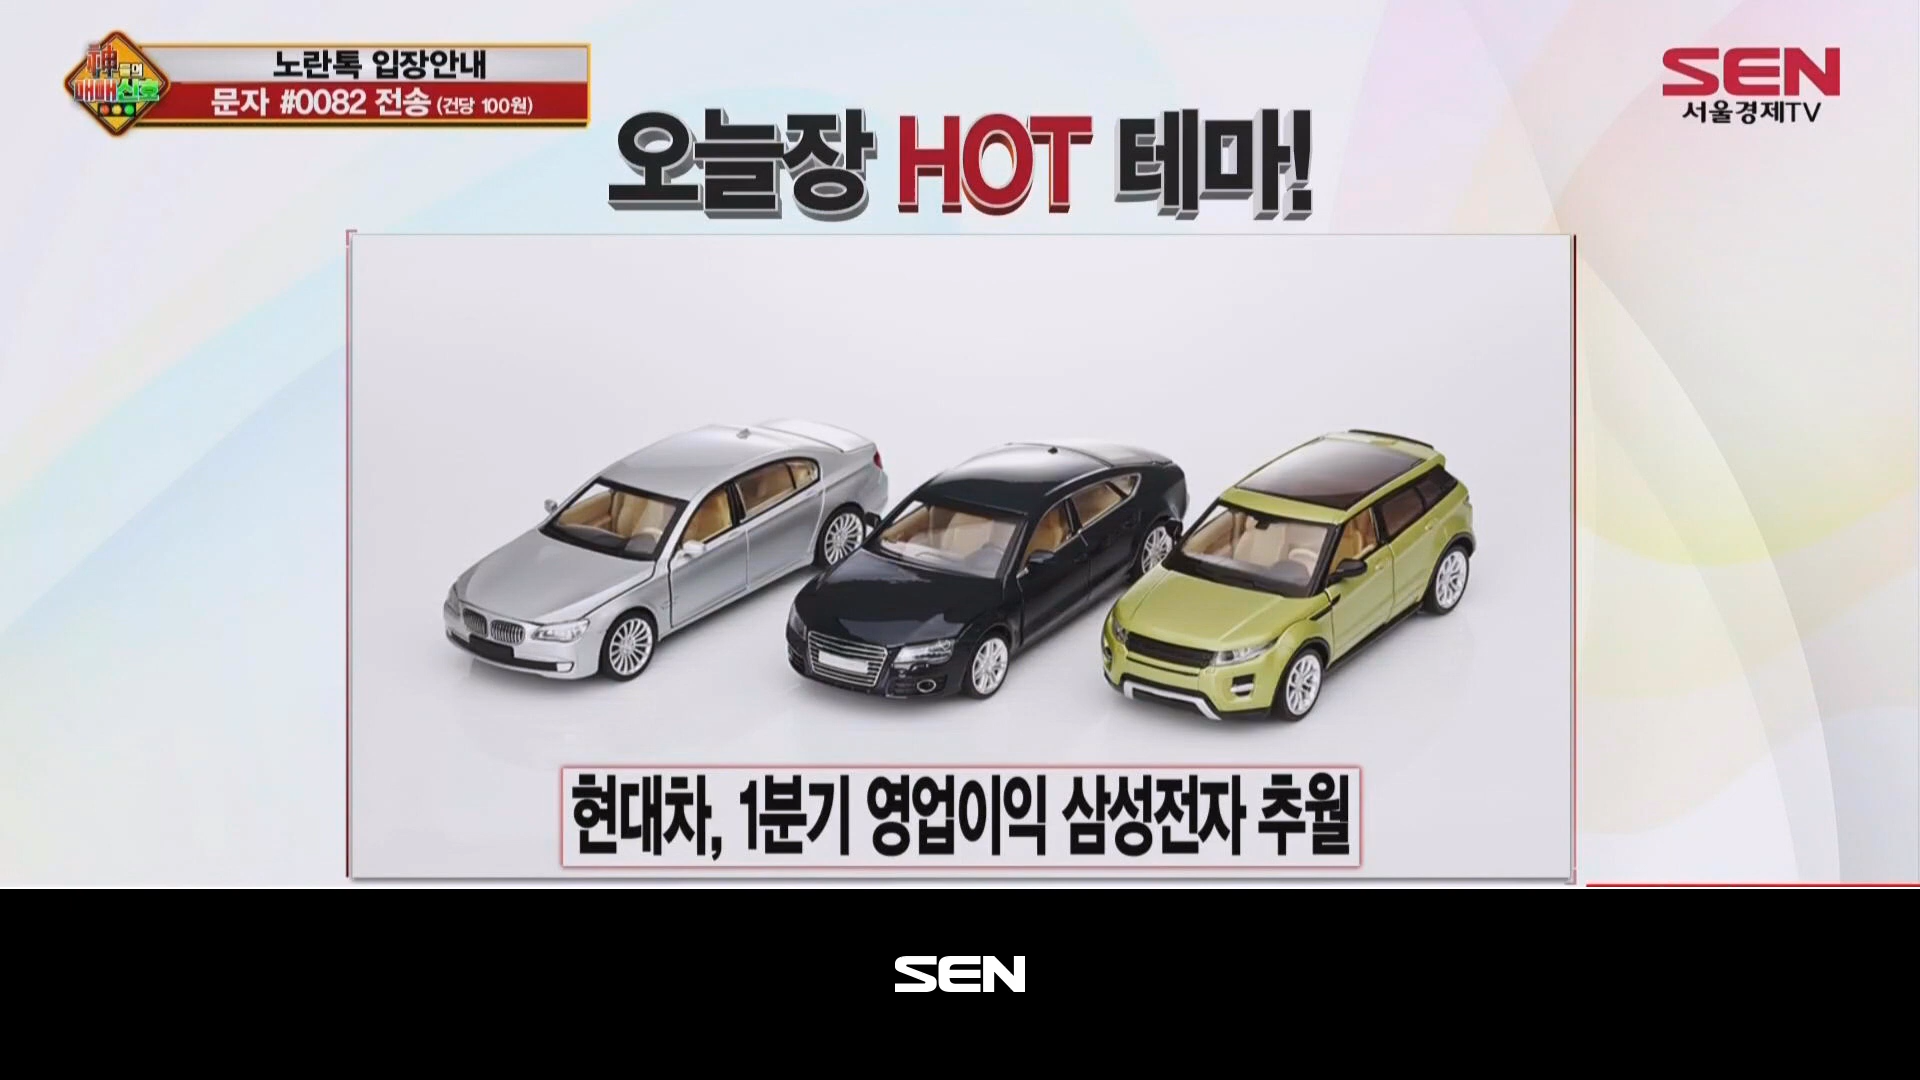 神들의
매매신호
노란톡 입장안내
문자 #0082 전송 (건당 100원)
SEN
서울경제TV
오늘장 HOT 테마!
현대차, 1분기 영업이익 삼성전자 추월
SEN